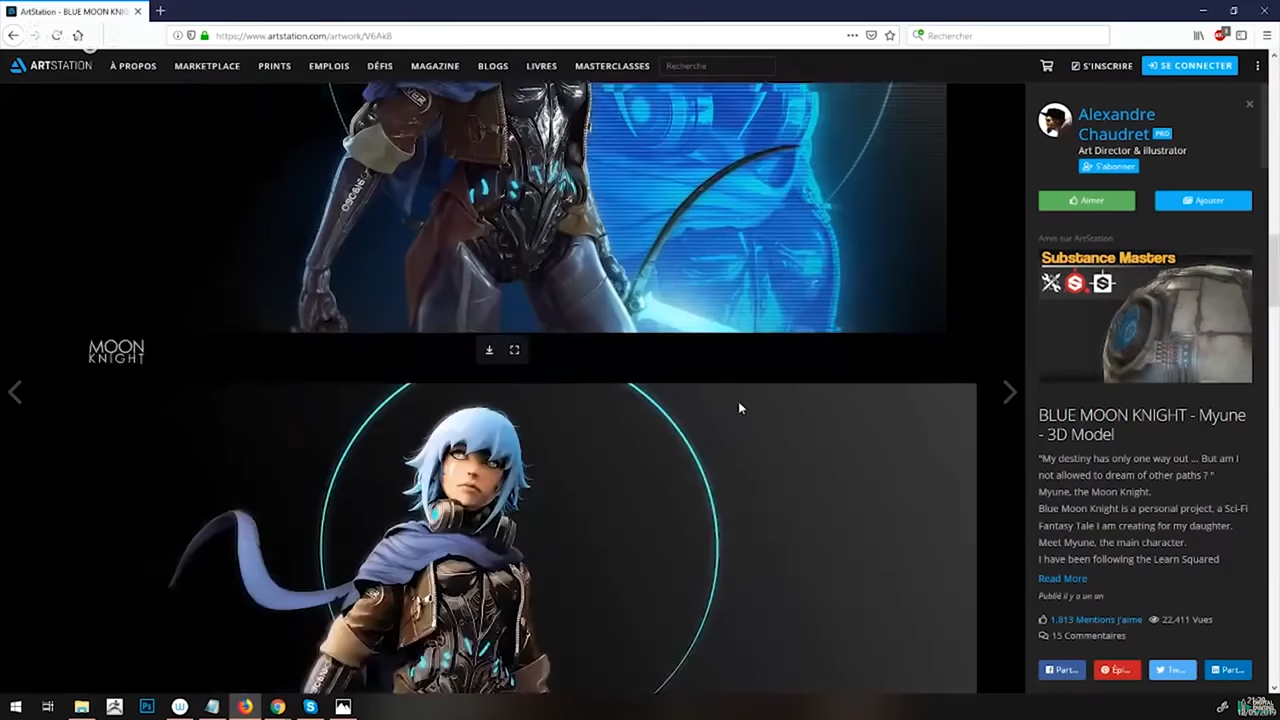 ArtStation - BLUE MOON KNIG
https://www.artstation.com/artwork/V6Ak8
Rechercher
ARTSTATION
À PROPOS
MARKETPLACE
PRINTS
EMPLOIS
DÉFIS
MAGAZINE
BLOGS
LIVRES
MASTERCLASSES
Recherche
S'INSCRIRE
SE CONNECTER
Alexandre
Chaudret PRO
Art Director & Illustrator
S'abonner
Aimer
Ajouter
Amis sur ArtStation
Substance Masters
MOON
KNIGHT
BLUE MOON KNIGHT - Myune
- 3D Model
"My destiny has only one way out ... But am I
not allowed to dream of other paths ? "
Myune, the Moon Knight.
Blue Moon Knight is a personal project, a Sci-Fi
Fantasy Tale I am creating for my daughter.
Meet Myune, the main character.
I have been following the Learn Squared
Read More
Publié il y a un an
1,813 Mentions j'aime
22,411 Vues
15 Commentaires
Part...
Épi...
Tw...
Part...